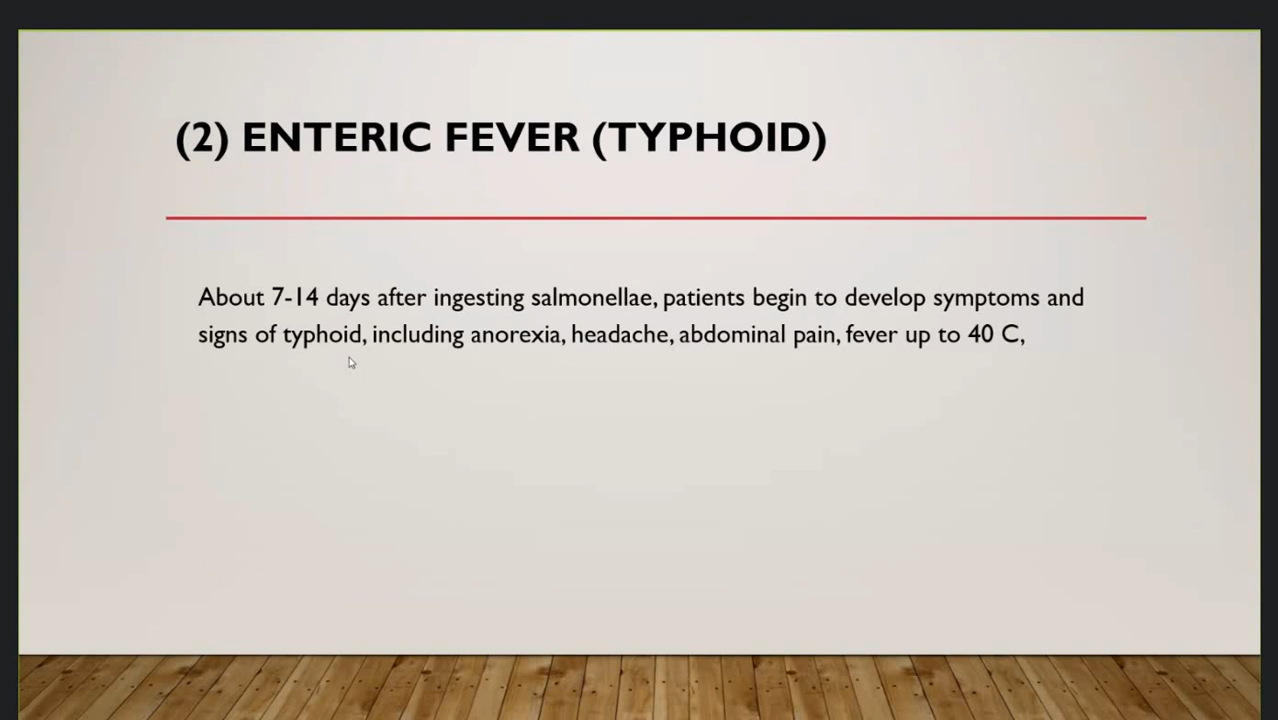 (2) ENTERIC FEVER (TYPHOID)
About 7-14 days after ingesting salmonellae, patients begin to develop symptoms and
signs of typhoid, including anorexia, headache, abdominal pain, fever up to 40 C,